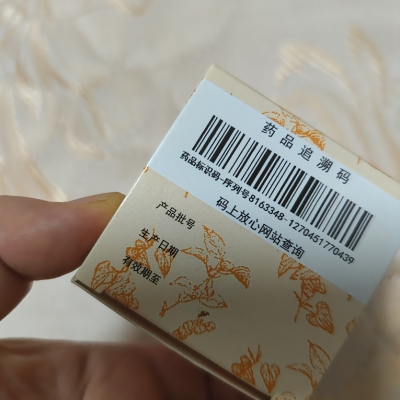 药品追溯码
药品标识码-序列号8163348-1270451770439
码上放心网站查询
产品批号
生产日期
有效期至